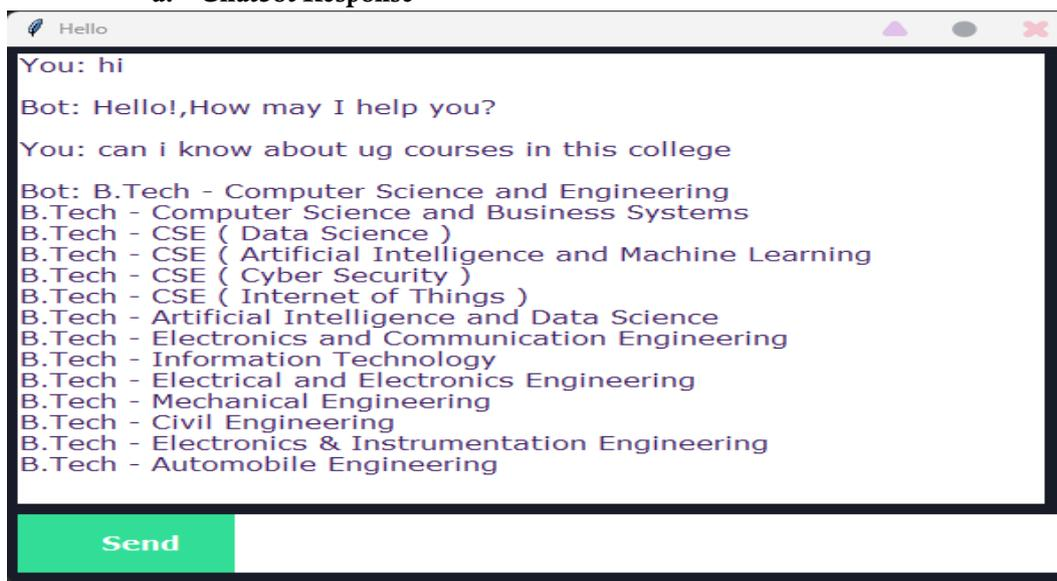 a. Chatbot Response
Hello
You: hi
Bot: Hello!,How may I help you?
You: can i know about ug courses in this college
Bot: B.Tech - Computer Science and Engineering
B.Tech - Computer Science and Business Systems
B.Tech - CSE ( Data Science )
B.Tech - CSE ( Artificial Intelligence and Machine Learning
B.Tech - CSE ( Cyber Security )
B.Tech - CSE ( Internet of Things )
B.Tech - Artificial Intelligence and Data Science
B.Tech - Electronics and Communication Engineering
B.Tech - Information Technology
B.Tech - Electrical and Electronics Engineering
B.Tech - Mechanical Engineering
B.Tech - Civil Engineering
B.Tech - Electronics & Instrumentation Engineering
B.Tech - Automobile Engineering
Send